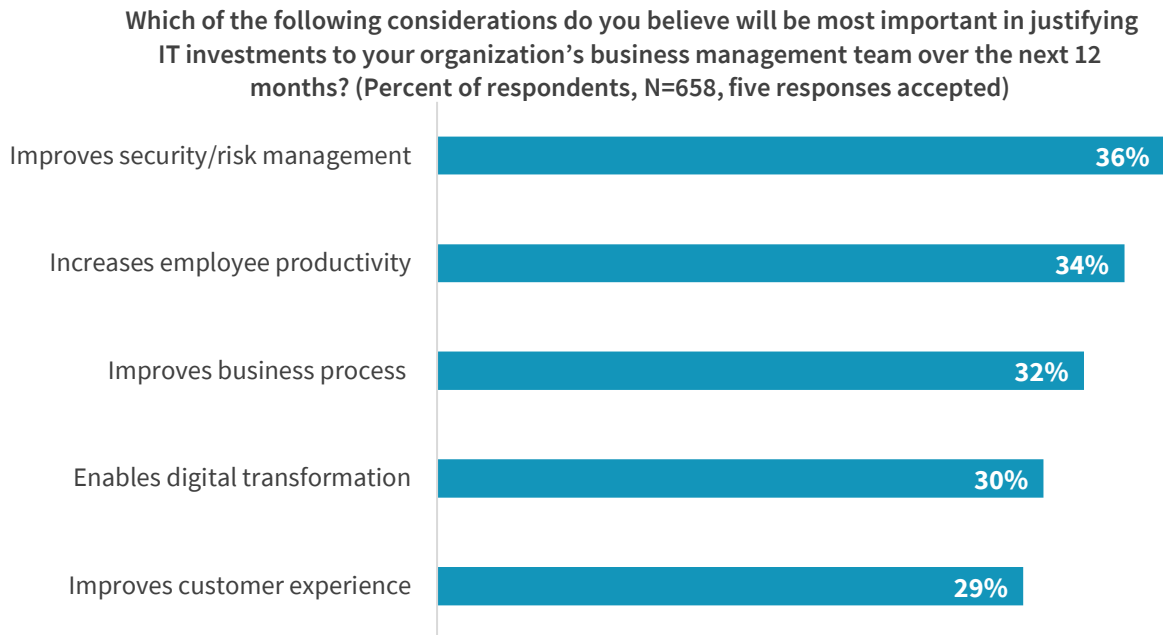 Which of the following considerations do you believe will be most important in justifying
IT investments to your organization’s business management team over the next 12
months? (Percent of respondents, N=658, five responses accepted)
Improves security/risk management 36%
Increases employee productivity 34%
Improves business process 32%
Enables digital transformation 30%
Improves customer experience 29%